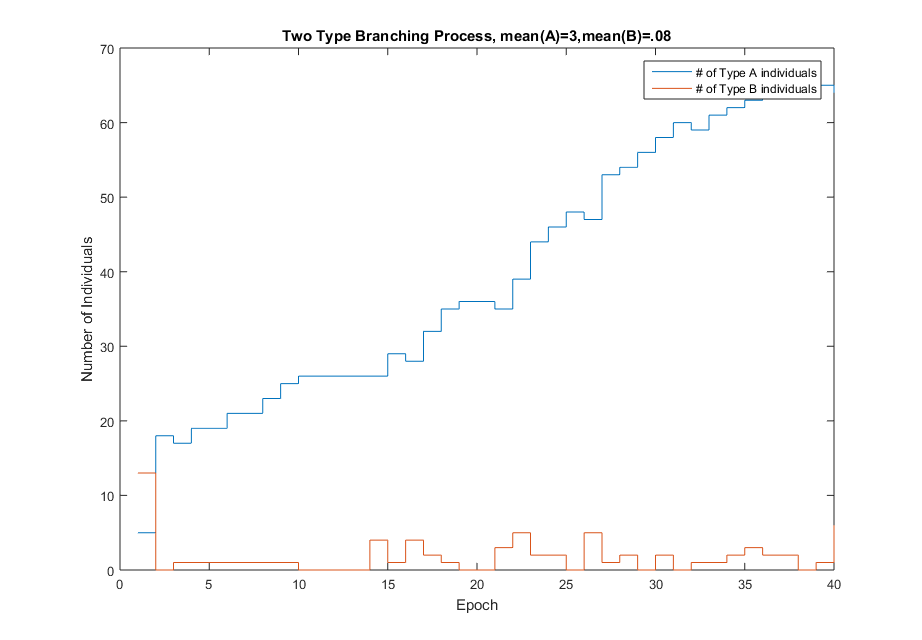 Two Type Branching Process, mean(A)=3,mean(B)=.08
# of Type A individuals
# of Type B individuals
Number of Individuals
70
60
50
40
30
20
10
0
0 5 10 15 20 25 30 35 40
Epoch